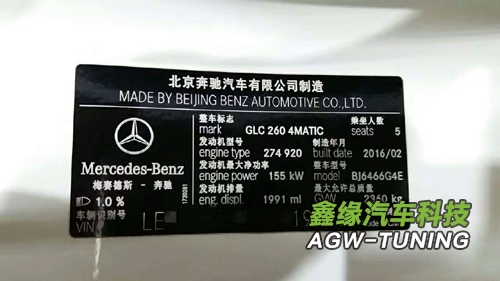 北京奔驰汽车有限公司制造
MADE BY BEIJING BENZ AUTOMOTIVE CO.,LTD.
整车标志 乘坐人数
mark GLC 260 4MATIC seats 5
发动机型号 制造年月
engine type 274 920 built date 2016/02
发动机最大净功率 整车型号
engine power 155 kW model BJ6466G4E
发动机排量 最大允许总质量
eng. displ. 1991 ml GVW 2360 kg
Mercedes-Benz
梅赛德斯 - 奔驰
1.0 %
车辆识别代号
VIN LE
鑫缘汽车科技
AGW-TUNING